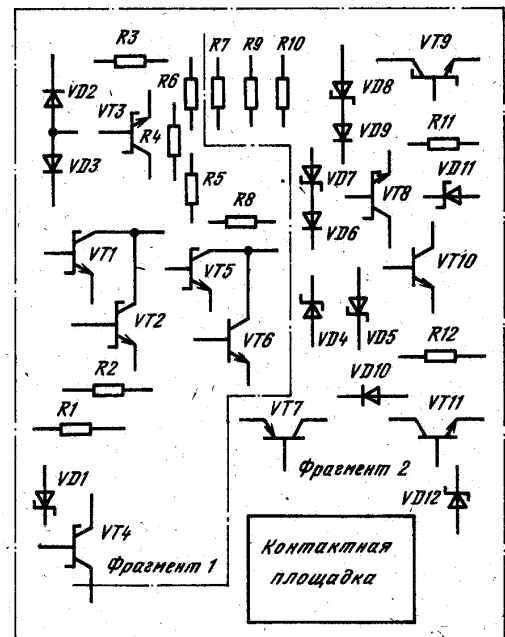 R3
R7
R9
R10
VT9
R6
VD2
VT3
VD8
R4
VD9
R11
VD3
R5
VD7
VT8
VD11
R8
VD6
VT1
VT5
VT10
VT2
VT6
VD4
VD5
R12
R2
VD10
R1
VT7
VT11
Фрагмент 2
VD1
VD12
VT4
Фрагмент 1
Контактная
площадка